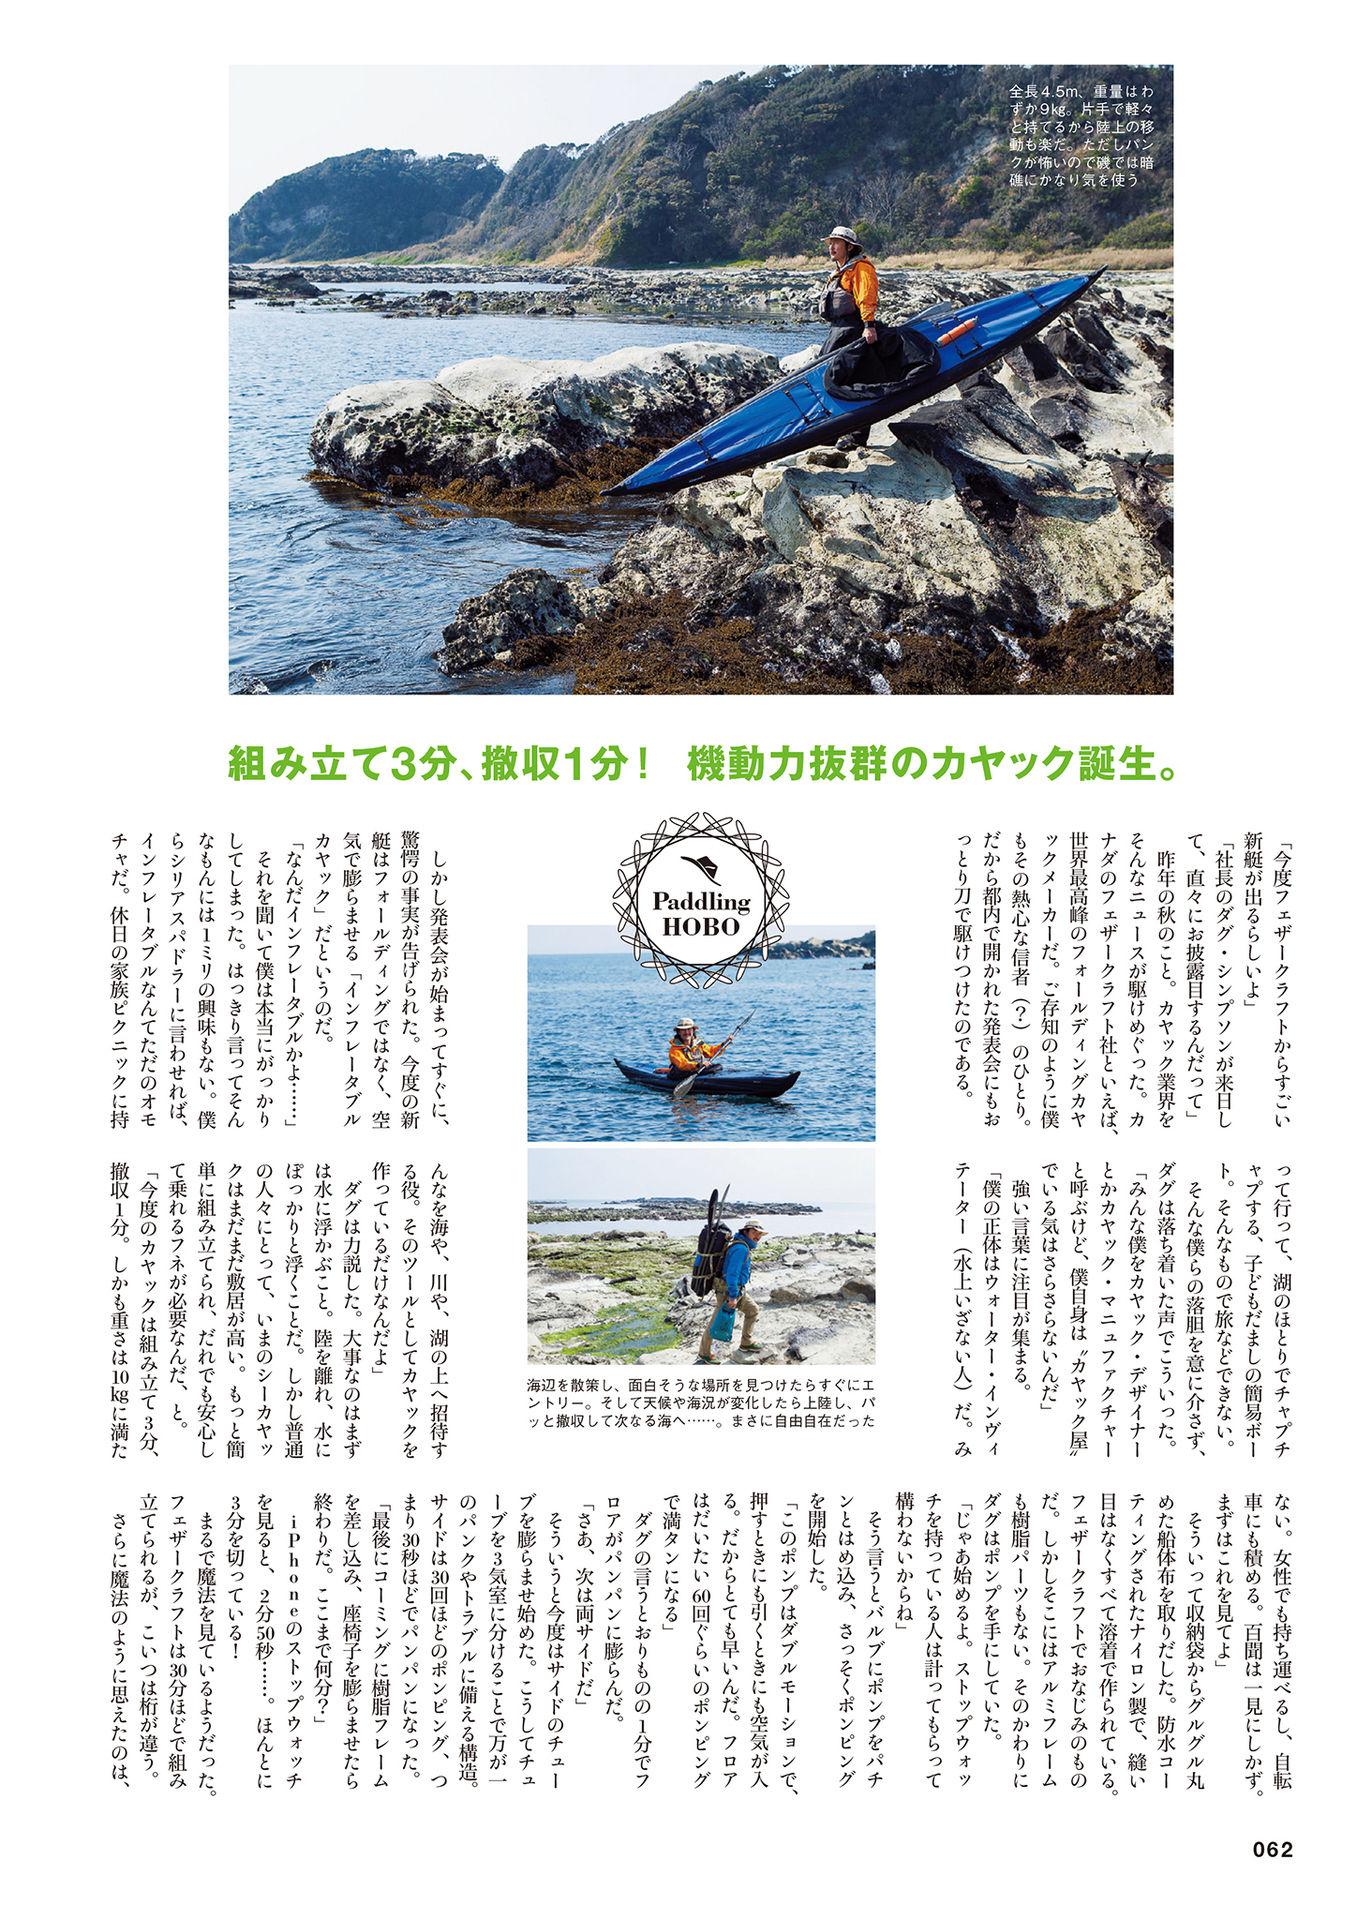 全長4.5m、重量はわ
ずか9㎏。片手で軽々
と持てるから陸上の移
動も楽だ。ただしパン
クが怖いので磯では暗
礁にかなり気を使う
組み立て3分、撤収1分！　機動力抜群のカヤック誕生。
「今度フェザークラフトからすごい
新艇が出るらしいよ」
「社長のダグ・シンプソンが来日し
て、直々にお披露目するんだって」
　昨年の秋のこと。カヤック業界を
そんなニュースが駆けめぐった。カ
ナダのフェザークラフト社といえば、
世界最高峰のフォールディングカヤ
ックメーカーだ。ご存知のように僕
もその熱心な信者（？）のひとり。
だから都内で開かれた発表会にもお
っとり刀で駆けつけたのである。
Paddling
HOBO
　しかし発表会が始まってすぐに、
驚愕の事実が告げられた。今度の新
艇はフォールディングではなく、空
気で膨らませる「インフレータブル
カヤック」だというのだ。
「なんだインフレータブルかよ……」
　それを聞いて僕は本当にがっかり
してしまった。はっきり言ってそん
なもんには1ミリの興味もない。僕
らシリアスパドラーに言わせれば、
インフレータブルなんてただのオモ
チャだ。休日の家族ピクニックに持
って行って、湖のほとりでチャプチ
ャプする、子どもだましの簡易ボー
ト。そんなもので旅などできない。
　そんな僕らの落胆を意に介さず、
ダグは落ち着いた声でこういった。
「みんな僕をカヤック・デザイナー
とかカヤック・マニュファクチャー
と呼ぶけど、僕自身は〝カヤック屋〟
でいる気はさらさらないんだ」
　強い言葉に注目が集まる。
「僕の正体はウォーター・インヴィ
テーター（水上いざない人）だ。み
んなを海や、川や、湖の上へ招待す
る役。そのツールとしてカヤックを
作っているだけなんだよ」
　ダグは力説した。大事なのはまず
は水に浮かぶこと。陸を離れ、水に
ぽっかりと浮くことだ。しかし普通
の人々にとって、いまのシーカヤッ
クはまだまだ敷居が高い。もっと簡
単に組み立てられ、だれでも安心し
て乗れるフネが必要なんだ、と。
「今度のカヤックは組み立て3分、
撤収1分。しかも重さは10㎏に満た
海辺を散策し、面白そうな場所を見つけたらすぐにエ
ントリー。そして天候や海況が変化したら上陸し、パ
ッと撤収して次なる海へ……。まさに自由自在だった
ない。女性でも持ち運べるし、自転
車にも積める。百聞は一見にしかず。
まずはこれを見てよ」
　そういって収納袋からグルグル丸
めた船体布を取りだした。防水コー
ティングされたナイロン製で、縫い
目はなくすべて溶着で作られている。
フェザークラフトでおなじみのもの
だ。しかしそこにはアルミフレーム
も樹脂パーツもない。そのかわりに
ダグはポンプを手にしていた。
「じゃあ始めるよ。ストップウォッ
チを持っている人は計ってもらって
構わないからね」
　そう言うとバルブにポンプをパチ
ンとはめ込み、さっそくポンピング
を開始した。
「このポンプはダブルモーションで、
押すときにも引くときにも空気が入
る。だからとても早いんだ。フロア
はだいたい60回ぐらいのポンピング
で満タンになる」
　ダグの言うとおりものの1分でフ
ロアがパンパンに膨らんだ。
「さあ、次は両サイドだ」
　そういうと今度はサイドのチュー
ブを膨らませ始めた。こうしてチュ
ーブを3気室に分けることで万が一
のパンクやトラブルに備える構造。
サイドは30回ほどのポンピング、つ
まり30秒ほどでパンパンになった。
「最後にコーミングに樹脂フレーム
を差し込み、座椅子を膨らませたら
終わりだ。ここまで何分？」
　iPhoneのストップウォッチ
を見ると、2分50秒……。ほんとに
3分を切っている！
　まるで魔法を見ているようだった。
フェザークラフトは30分ほどで組み
立てられるが、こいつは桁が違う。
　さらに魔法のように思えたのは、
062